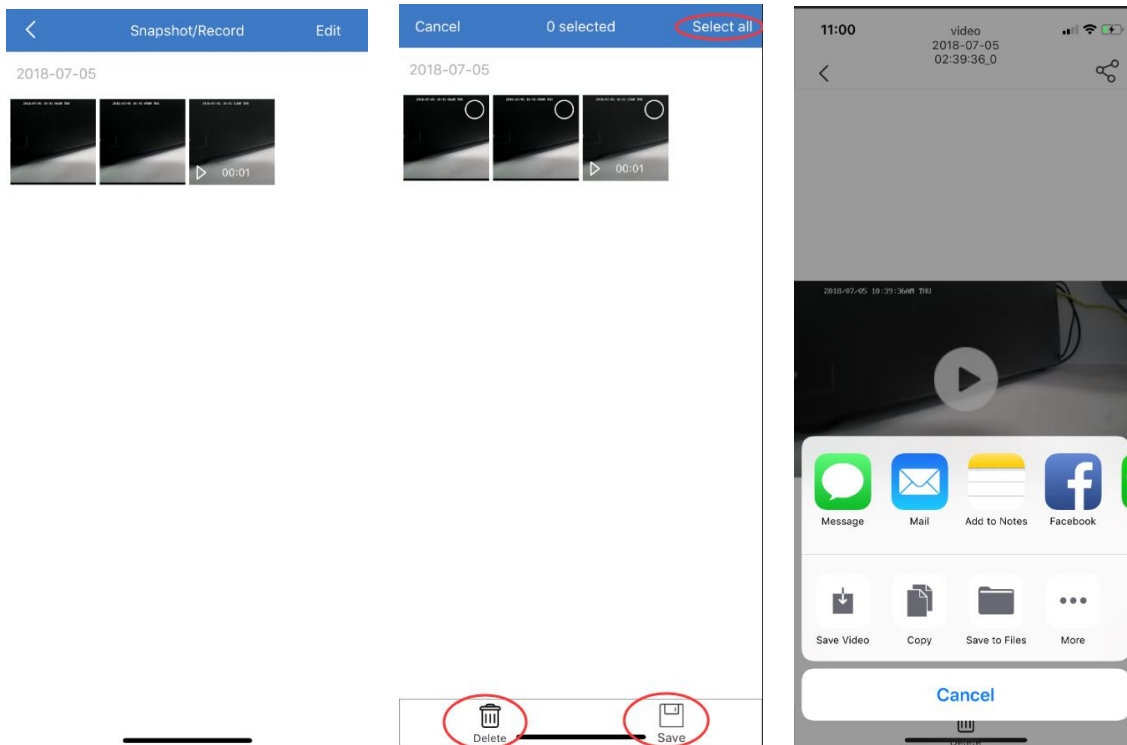 Snapshot/Record Edit
2018-07-05
00:01
Cancel 0 selected Select all
2018-07-05
00:01
Delete Save
11:00
video
2018-07-05
02:39:36_0
2018/07/05 10:39:36AM THU
Message Mail Add to Notes Facebook
Save Video Copy Save to Files More
Cancel